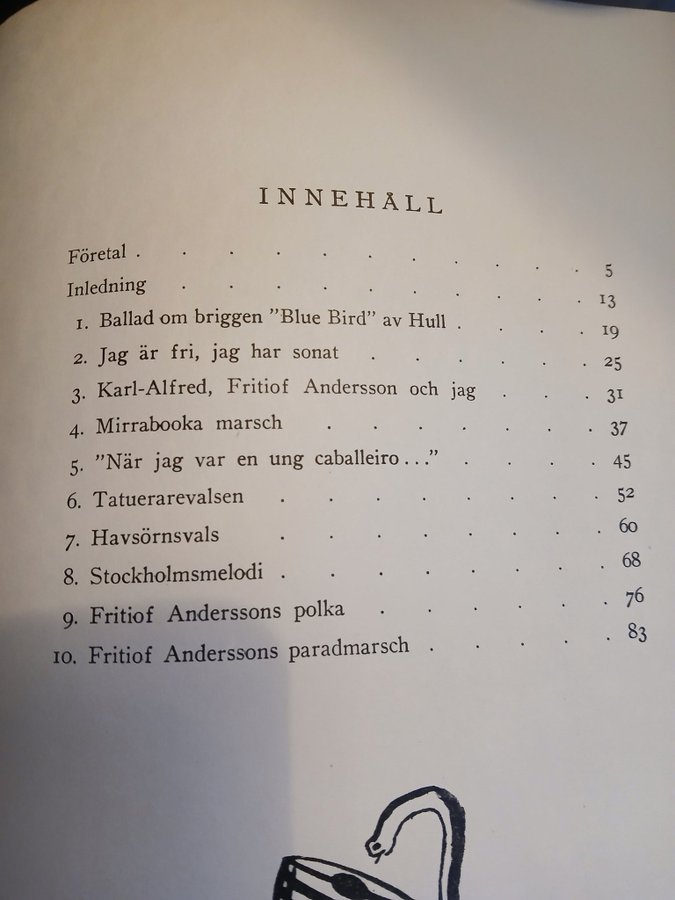 INNEHÅLL
Företal . . . . . . . . . . 5
Inledning . . . . . . . . . 13
1. Ballad om briggen "Blue Bird" av Hull . . . . 19
2. Jag är fri, jag har sonat . . . . . . 25
3. Karl-Alfred, Fritiof Andersson och jag . . . 31
4. Mirrabooka marsch . . . . . . . 37
5. "När jag var en ung caballeiro..." . . . . 45
6. Tatuerarevalsen . . . . . . . . 52
7. Havsörnsvals . . . . . . . . 60
8. Stockholmsmelodi . . . . . . . . 68
9. Fritiof Anderssons polka . . . . . . 76
10. Fritiof Anderssons paradmarsch . . . . . 83